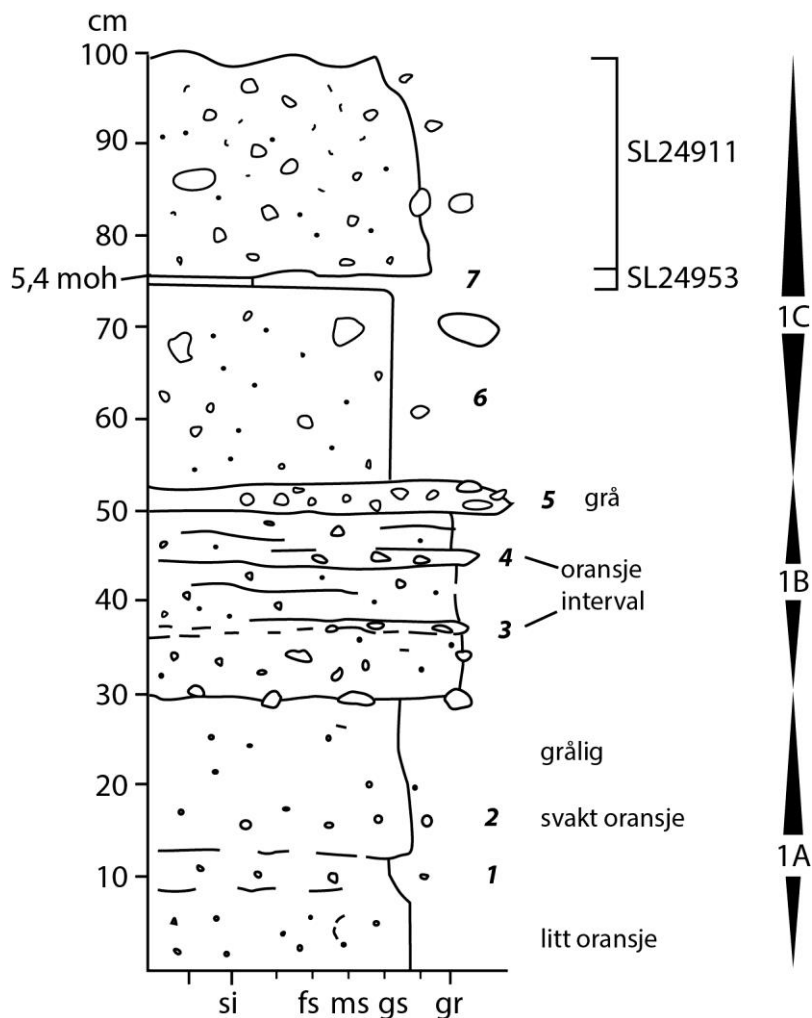 cm
100
90
SL24911
80
5,4 moh
7
SL24953
1C
70
6
60
5 grå
50
4
oransje
1B
interval
40
3
30
grålig
20
2 svakt oransje
1A
10
1
litt oransje
si fs ms gs gr